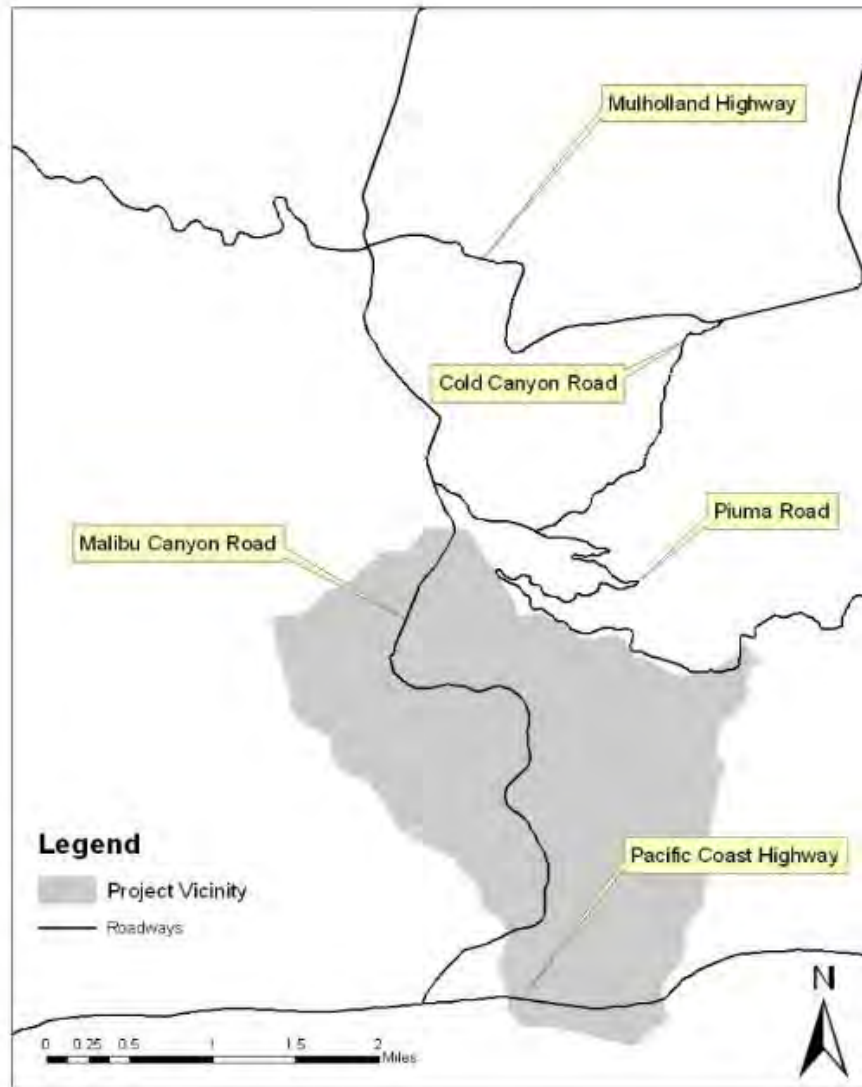 Mulholland Highway
Cold Canyon Road
Piuma Road
Malibu Canyon Road
Pacific Coast Highway
Legend
Project Vicinity
Roadways
N
0 0.25 0.5 1 1.5 2
Miles